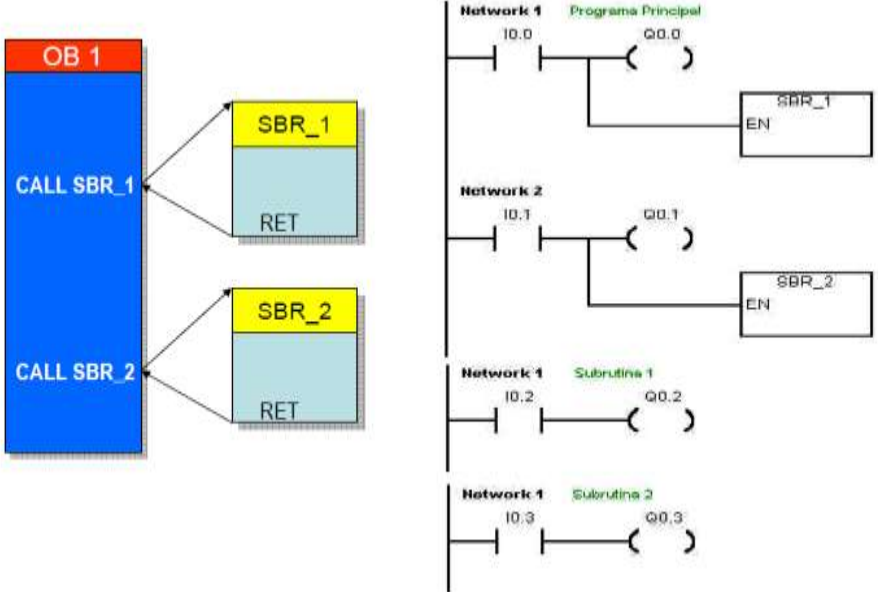 OB 1
CALL SBR_1
CALL SBR_2
SBR_1
RET
SBR_2
RET
Network 1 Programa Principal
I0.0 Q0.0
SBR_1
EN
Network 2
I0.1 Q0.1
SBR_2
EN
Network 1 Subrutina 1
I0.2 Q0.2
Network 1 Subrutina 2
I0.3 Q0.3